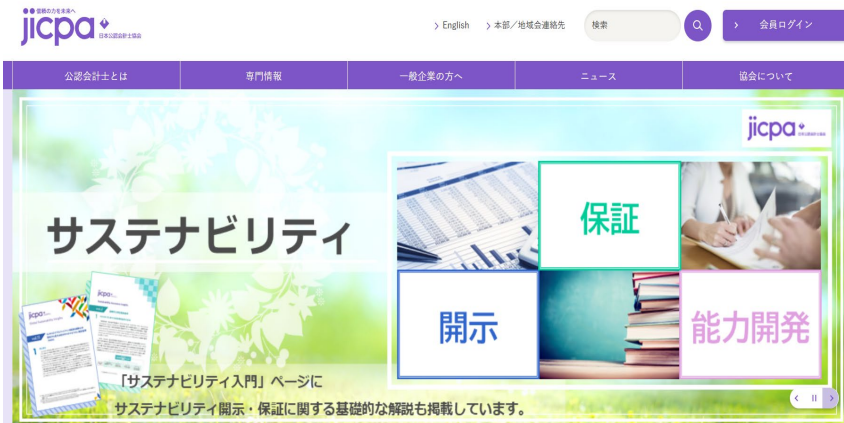 信頼の力を未来へ
jicpa
日本公認会計士協会
English
本部／地域会連絡先
検索
会員ログイン
公認会計士とは
専門情報
一般企業の方へ
ニュース
協会について
jicpa
日本公認会計士協会
サステナビリティ
保証
開示
能力開発
jicpa
jicpa
「サステナビリティ入門」ページに
サステナビリティ開示・保証に関する基礎的な解説も掲載しています。